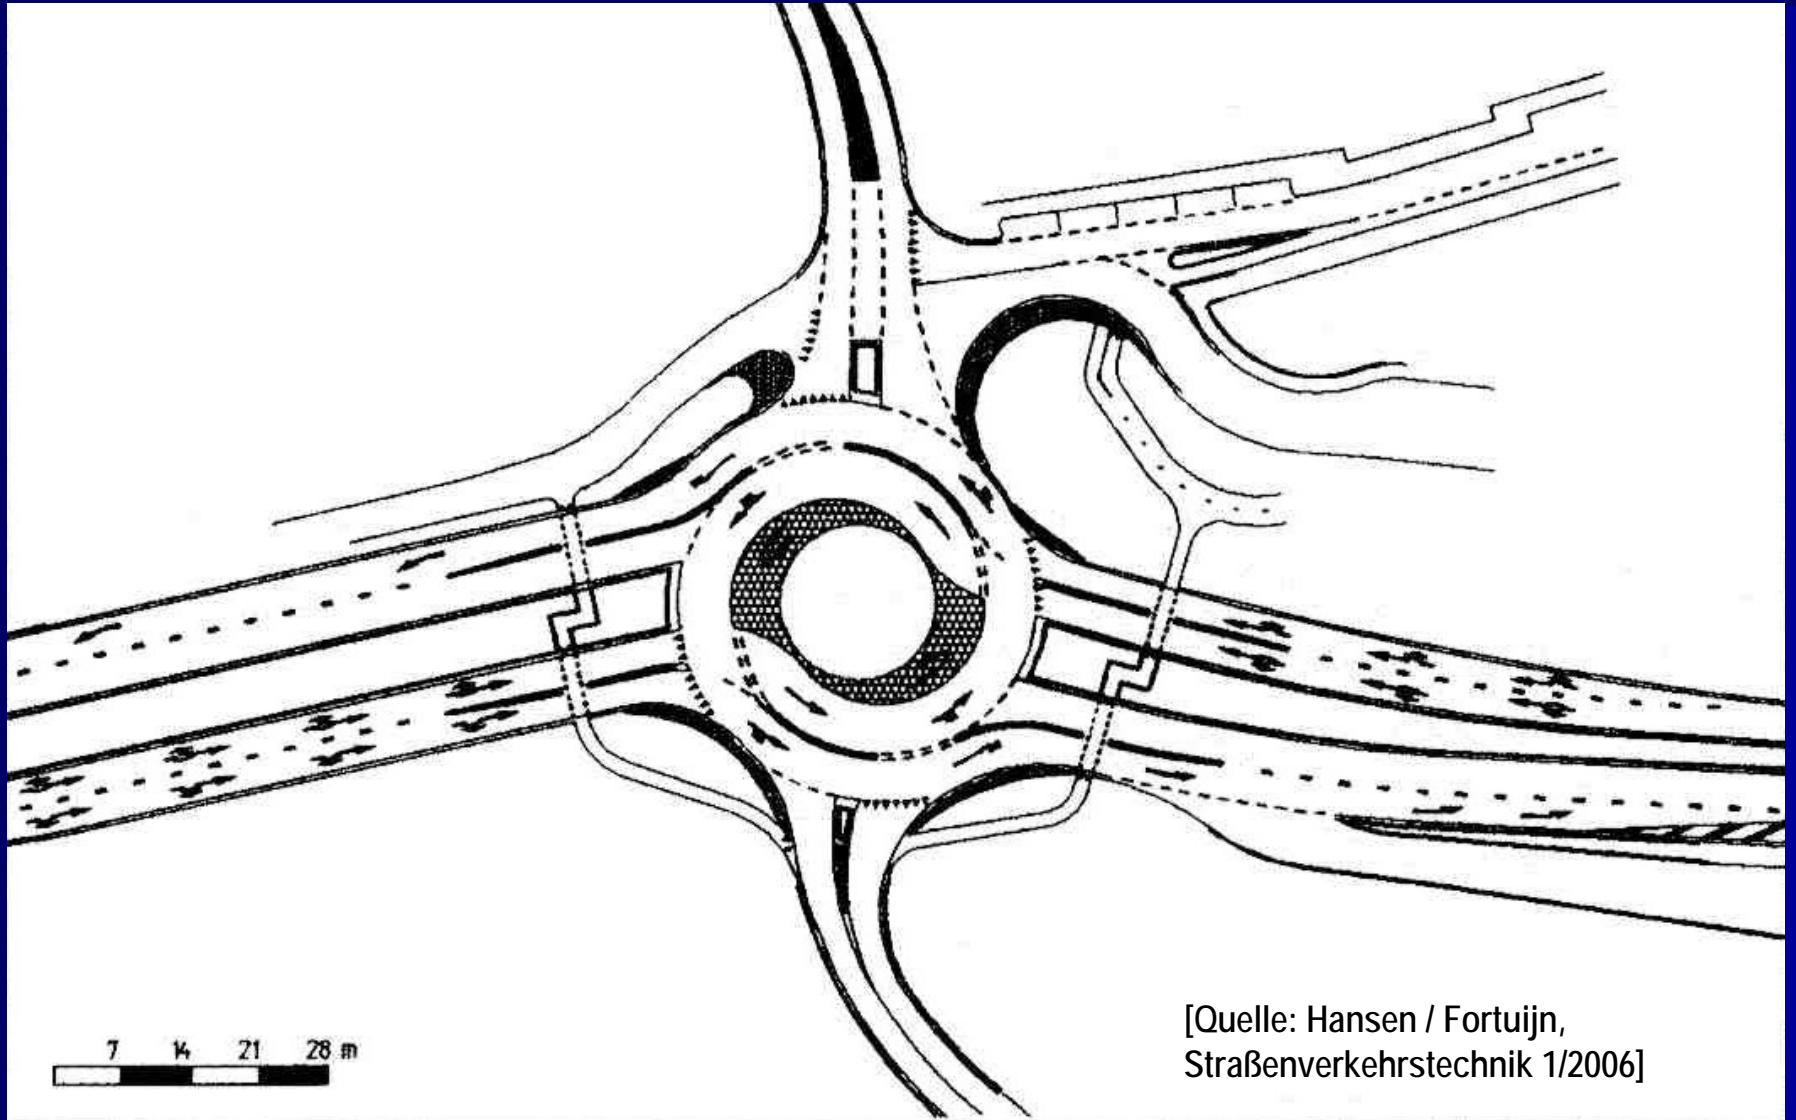 7 14 21 28 m
[Quelle: Hansen / Fortuijn,
Straßenverkehrstechnik 1/2006]